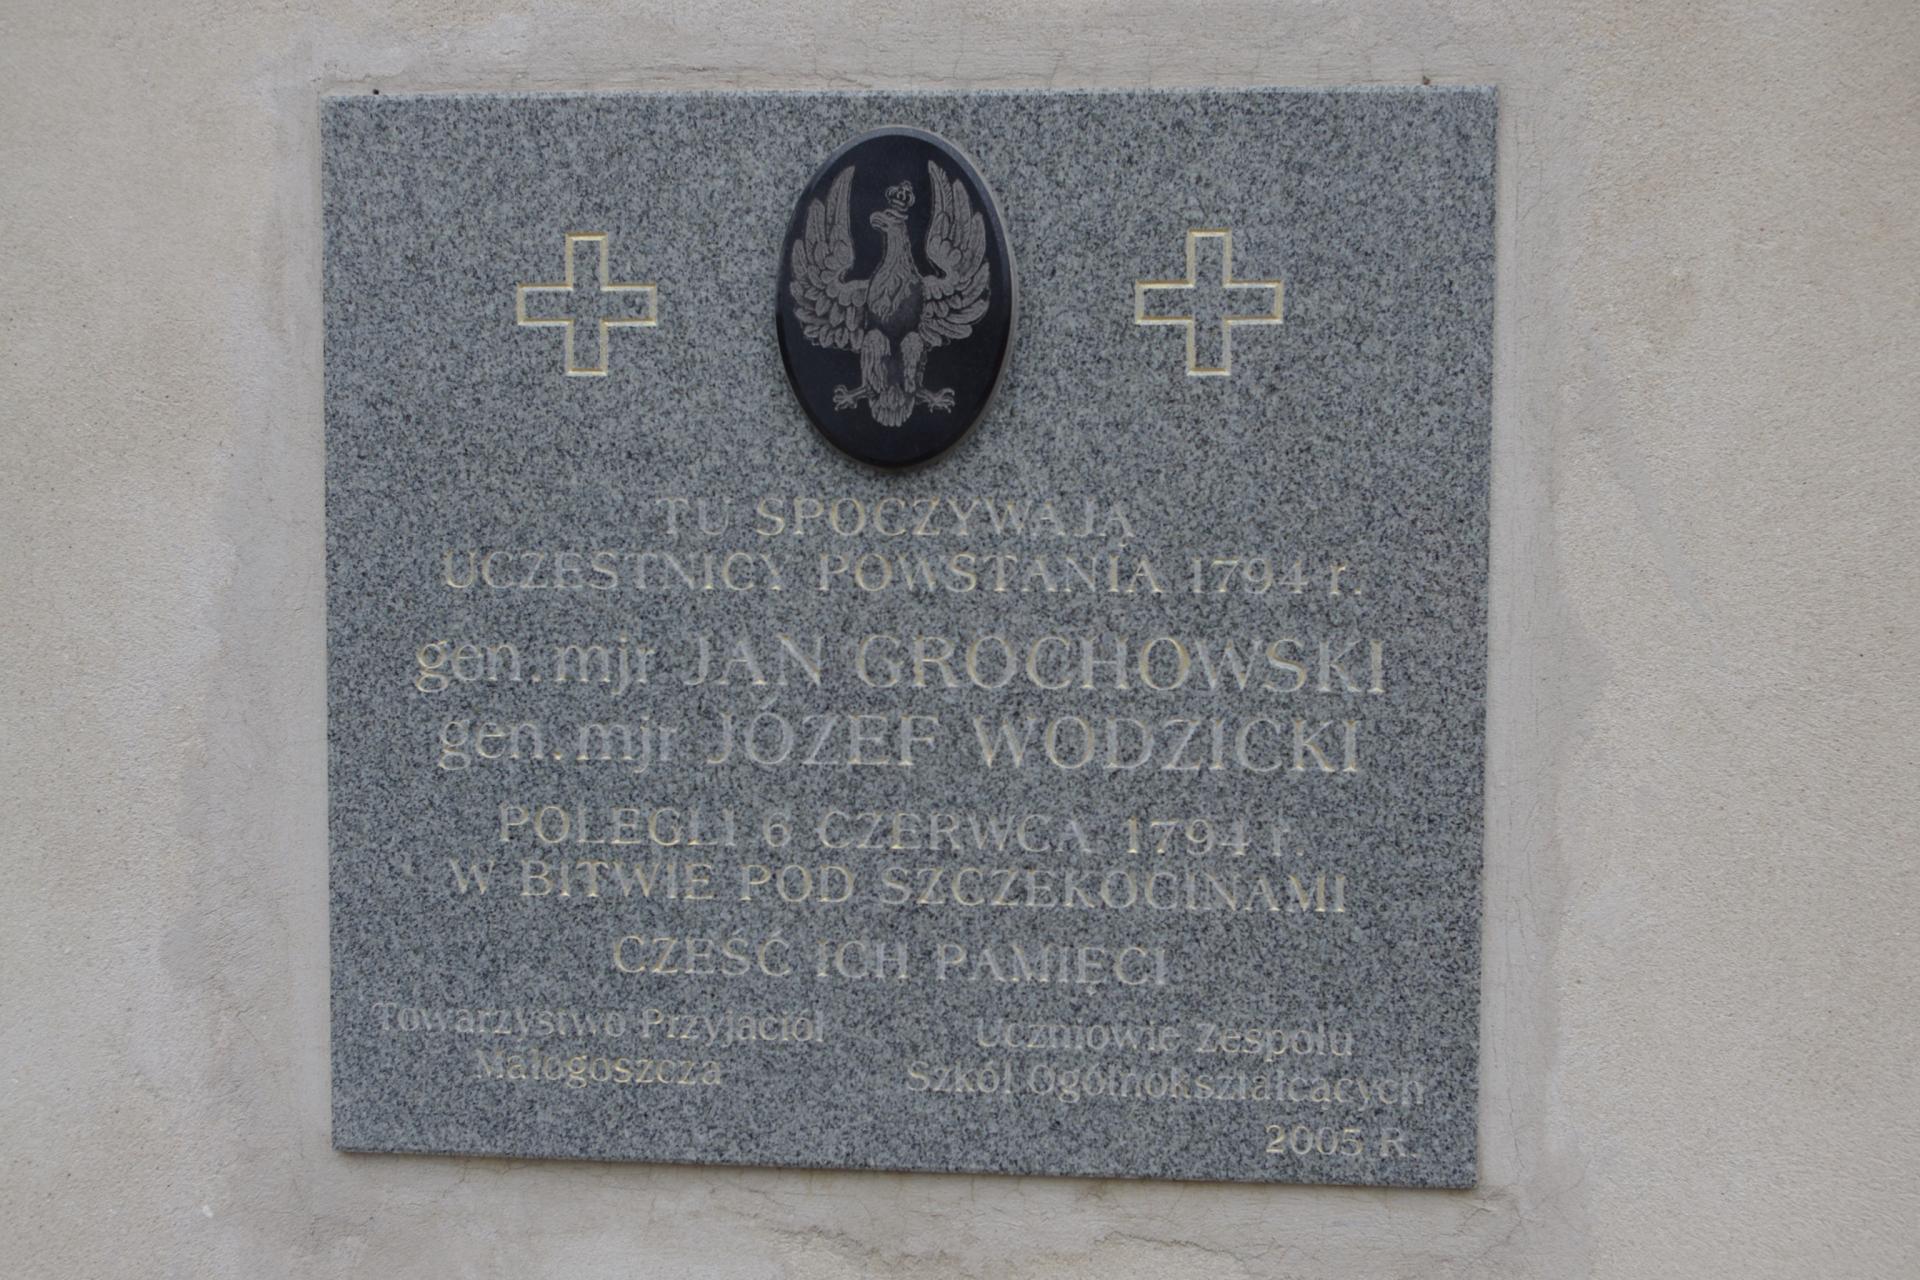 TU SPOCZYWAJĄ
UCZESTNICY POWSTANIA 1794 r.
gen. mjr JAN GROCHOWSKI
gen. mjr JÓZEF WODZICKI
POLEGLI 6 CZERWCA 1794 r.
W BITWIE POD SZCZEKOCINAMI
CZEŚĆ ICH PAMIĘCI
Towarzystwo Przyjaciół
Małogoszcza
Uczniowie Zespołu
Szkół Ogólnokształcących
2005 R.